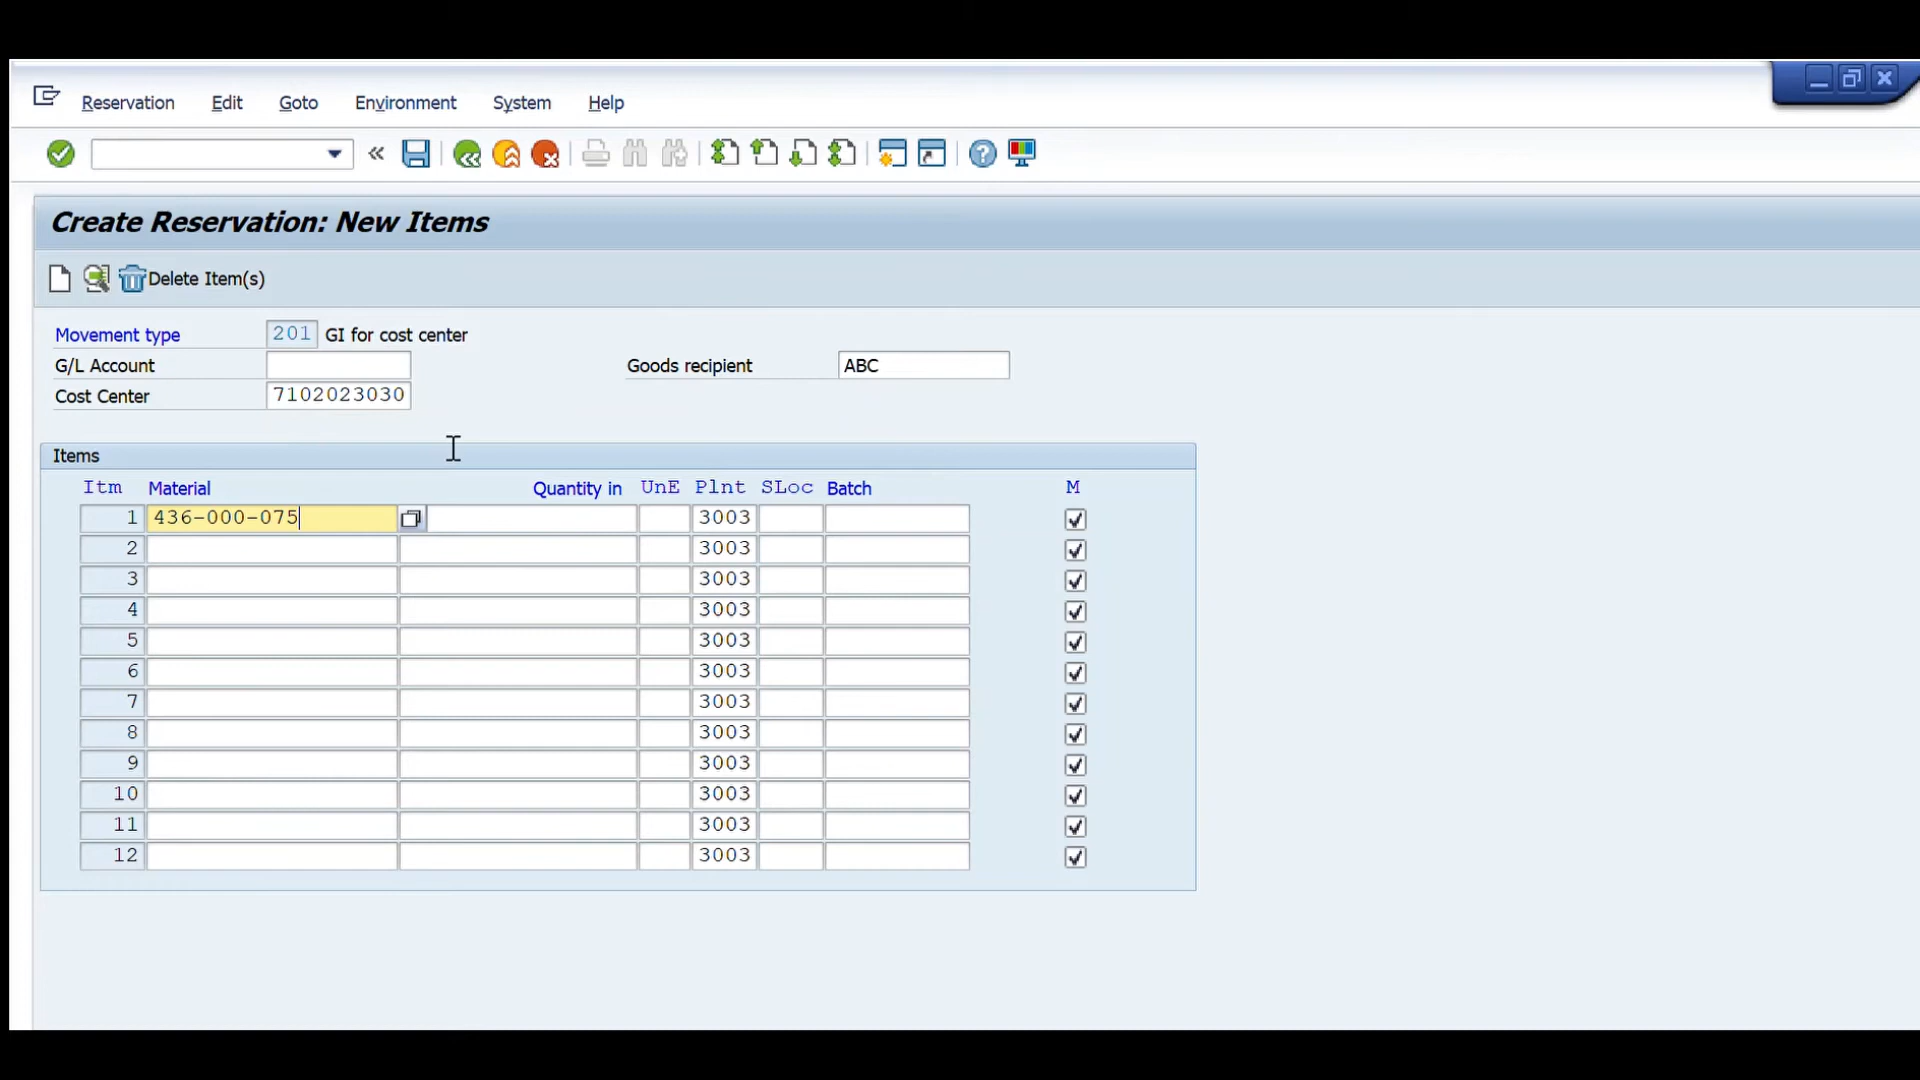 Reservation Edit Goto Environment System Help
Create Reservation: New Items
Delete Item(s)
Movement type 201 GI for cost center
G/L Account Goods recipient ABC
Cost Center 7102023030
Items
Itm Material Quantity in UnE Plnt SLoc Batch M
1 436-000-075 3003
2 3003
3 3003
4 3003
5 3003
6 3003
7 3003
8 3003
9 3003
10 3003
11 3003
12 3003